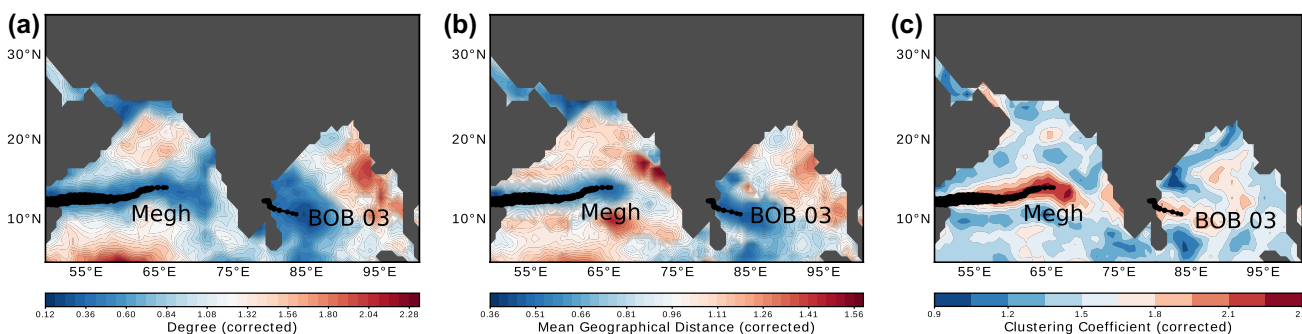 (a)
(b)
(c)
30°N
20°N
10°N
Megh
BOB 03
55°E 65°E 75°E 85°E 95°E
0.12 0.36 0.60 0.84 1.08 1.32 1.56 1.80 2.04 2.28
Degree (corrected)
30°N
20°N
10°N
Megh
BOB 03
55°E 65°E 75°E 85°E 95°E
0.36 0.51 0.66 0.81 0.96 1.11 1.26 1.41 1.56
Mean Geographical Distance (corrected)
30°N
20°N
10°N
Megh
BOB 03
55°E 65°E 75°E 85°E 95°E
0.9 1.2 1.5 1.8 2.1
Clustering Coefficient (corrected)